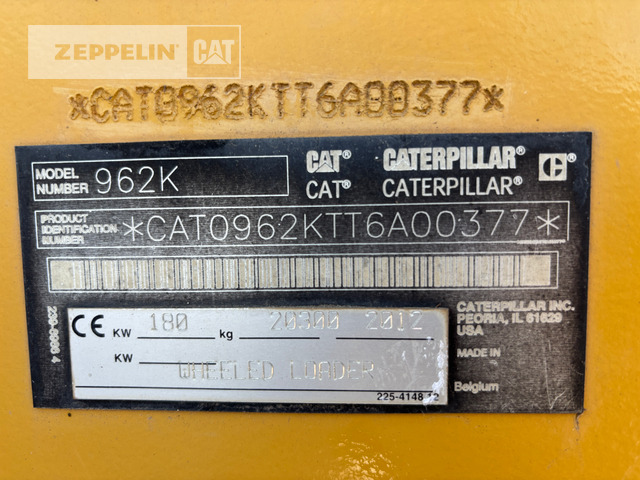 ZEPPELIN CAT
*CAT0962KTT6A00377*
MODEL NUMBER 962K
CAT® CATERPILLAR® C®
CAT® CATERPILLAR®
PRODUCT IDENTIFICATION NUMBER *CAT0962KTT6A00377*
CE KW 180 kg 20300 2012
KW
WHEELED LOADER
225-4148 12
CATERPILLAR INC.
PEORIA, IL 61629
USA
MADE IN
Belgium